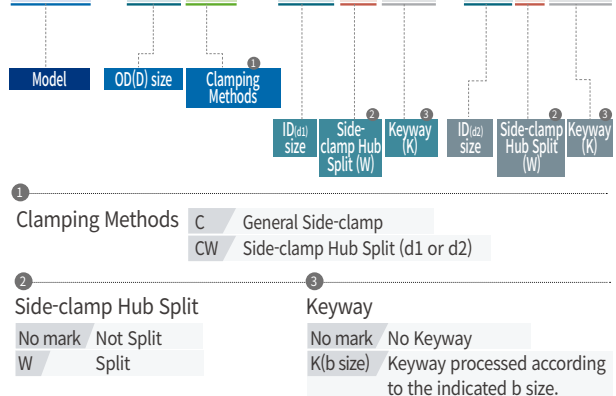 1
Model OD(D) size Clamping
Methods
2 3 2 3
ID(d1) Side- Keyway ID(d2) Side-clamp Keyway
size clamp Hub (K) size Hub Split (K)
Split (W) (W)
1
Clamping Methods C General Side-clamp
CW Side-clamp Hub Split (d1 or d2)
2 3
Side-clamp Hub Split Keyway
No mark Not Split No mark No Keyway
W Split K(b size) Keyway processed according
to the indicated b size.